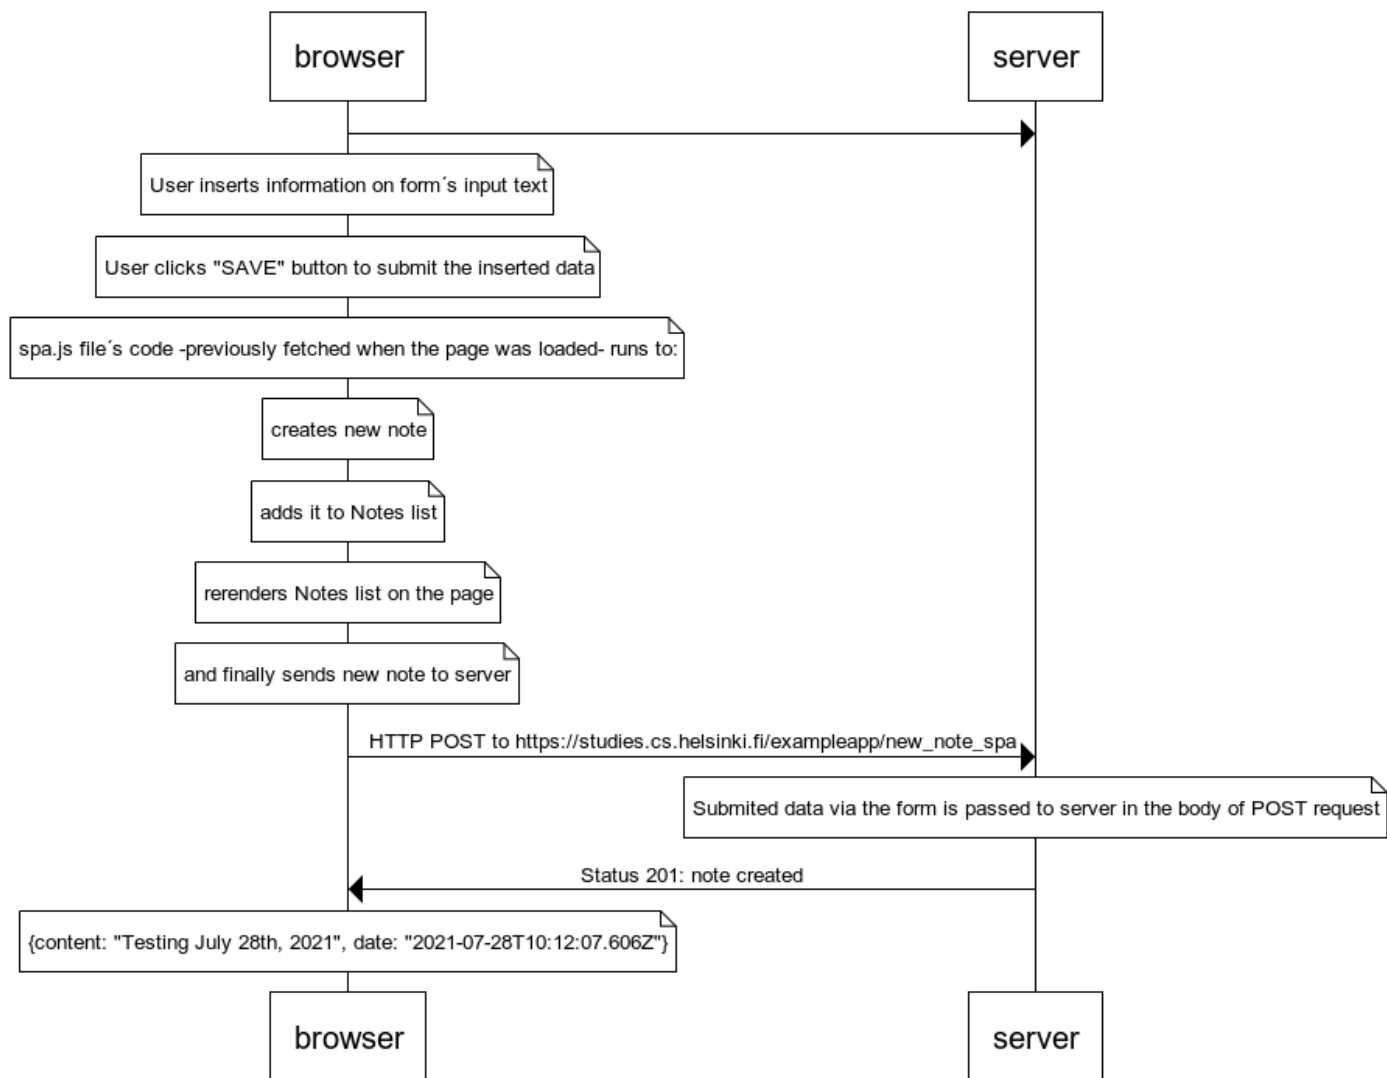 browser
server
User inserts information on form´s input text
User clicks "SAVE" button to submit the inserted data
spa.js file´s code -previously fetched when the page was loaded- runs to:
creates new note
adds it to Notes list
rerenders Notes list on the page
and finally sends new note to server
HTTP POST to https://studies.cs.helsinki.fi/exampleapp/new_note_spa
Submited data via the form is passed to server in the body of POST request
Status 201: note created
{content: "Testing July 28th, 2021", date: "2021-07-28T10:12:07.606Z"}
browser
server